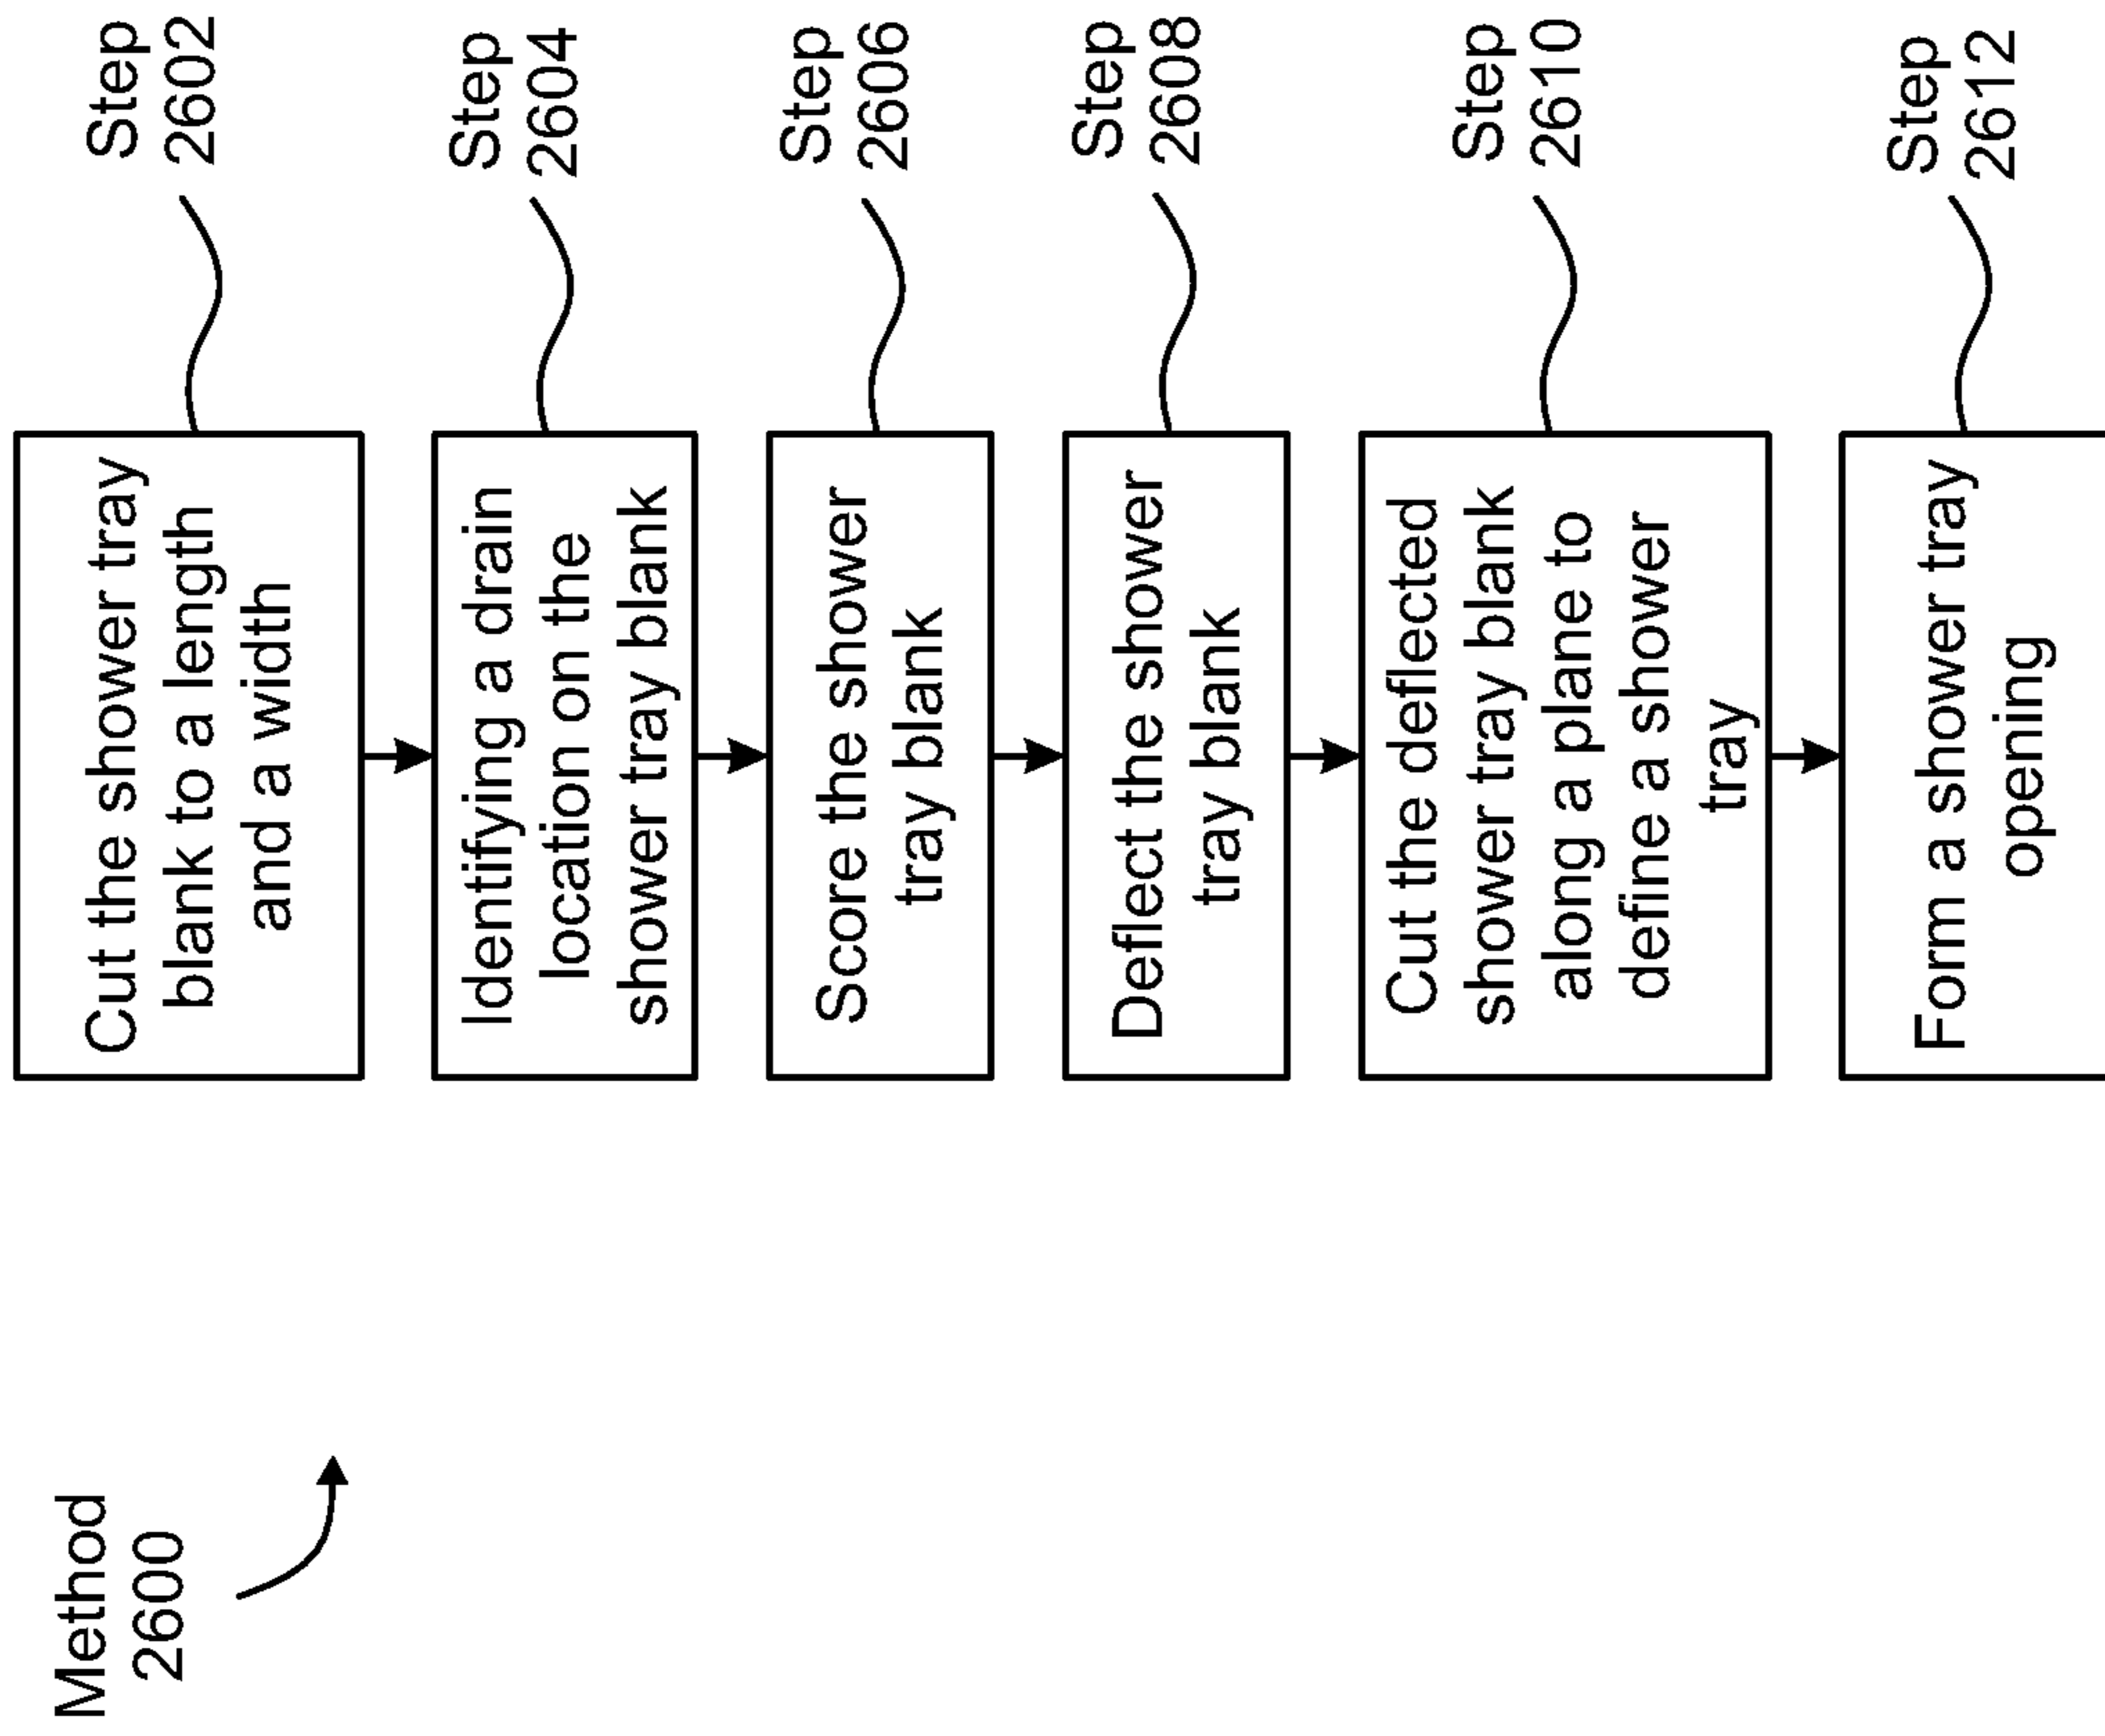 Method
2600
Cut the shower tray
blank to a length
and a width
Step
2602
Identifying a drain
location on the
shower tray blank
Step
2604
Score the shower
tray blank
Step
2606
Deflect the shower
tray blank
Step
2608
Cut the deflected
shower tray blank
along a plane to
define a shower
tray
Step
2610
Form a shower tray
opening
Step
2612